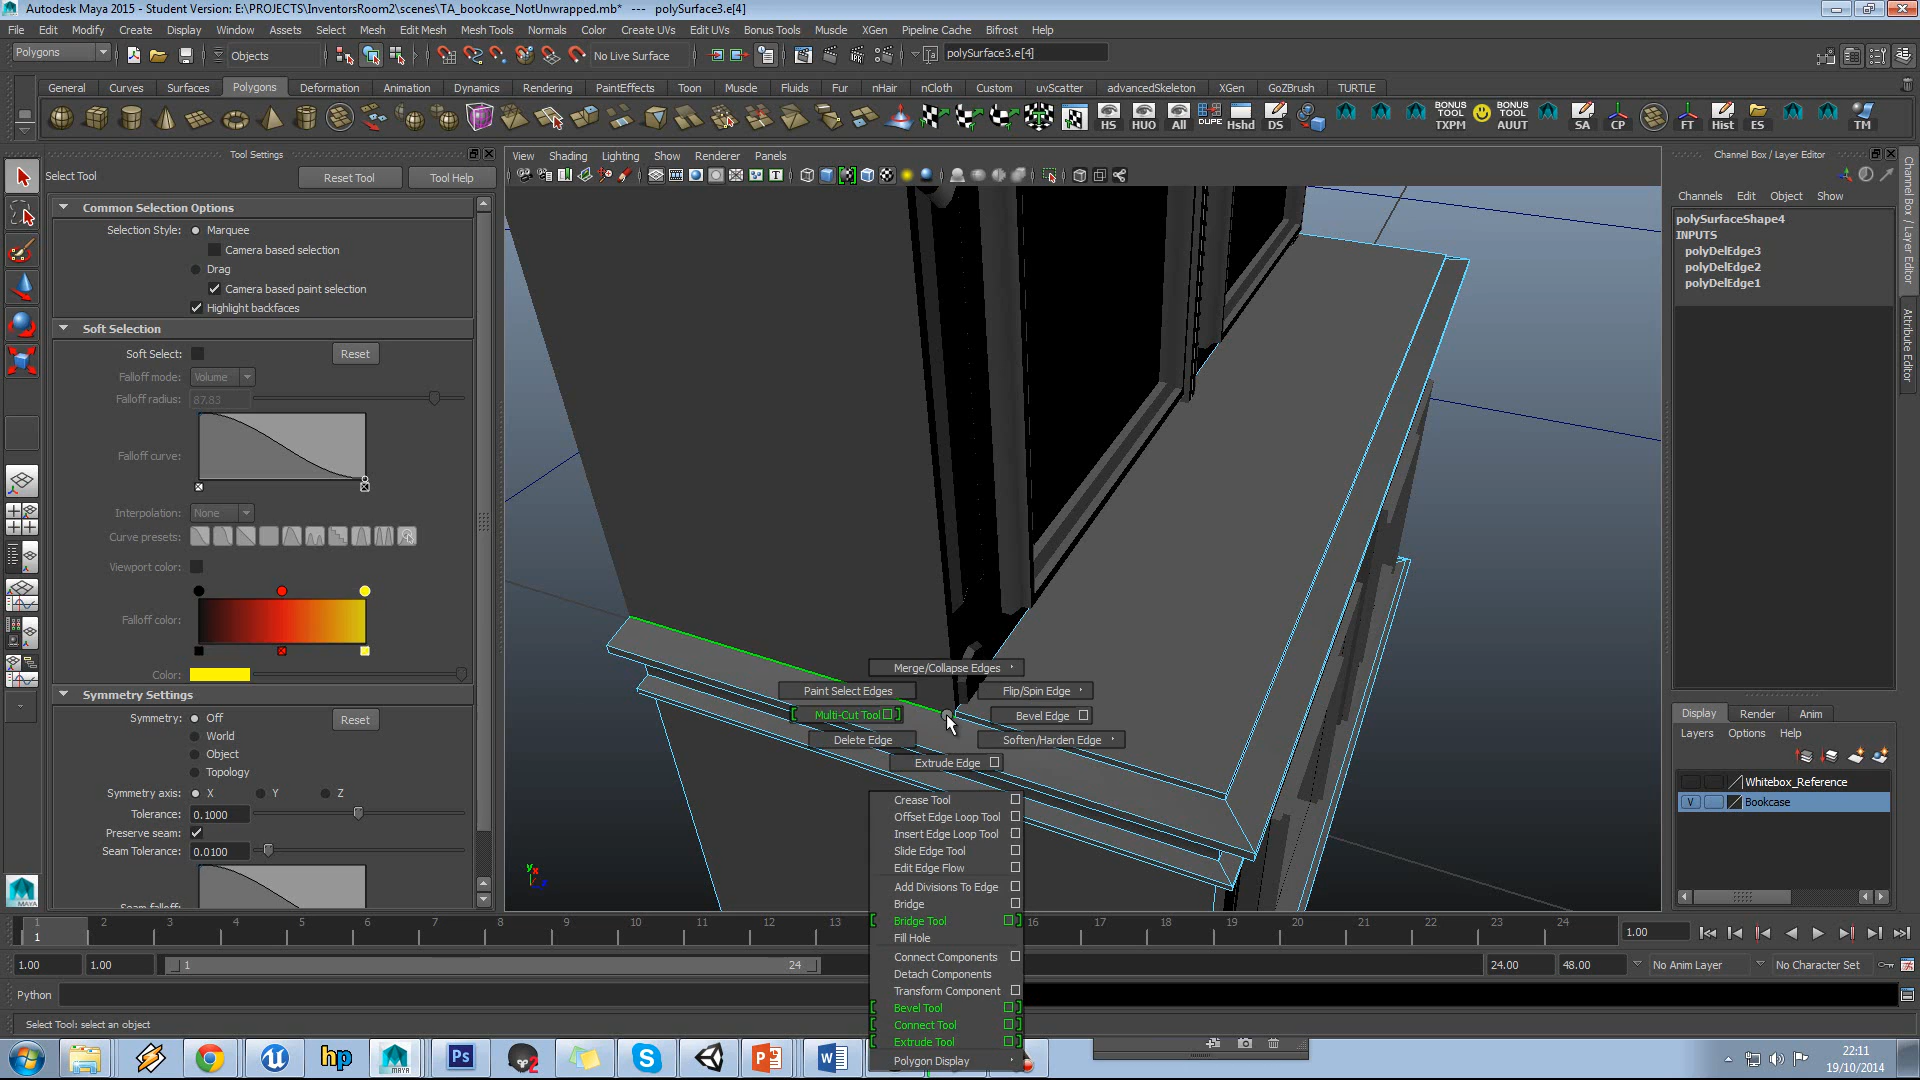 Autodesk Maya 2015 - Student Version: E:\PROJECTS\InventorsRoom2\scenes\TA_bookcase_NotUnwrapped.mb* --- polySurface3.e[4]
File Edit Modify Create Display Window Assets Select Mesh Edit Mesh Mesh Tools Normals Color Create UVs Edit UVs Bonus Tools Muscle XGen Pipeline Cache Bifrost Help
Polygons Objects No Live Surface polySurface3.e[4]
General Curves Surfaces Polygons Deformation Animation Dynamics Rendering PaintEffects Toon Muscle Fluids Fur nHair nCloth Custom uvScatter advancedSkeleton XGen GoZBrush TURTLE
HS HUO All DUPE Hshd DS CP BONUS TOOL TXPM BONUS TOOL AUUT SA CP FT Hist ES TM
Tool Settings
Select Tool Reset Tool Tool Help
Common Selection Options
Selection Style: Marquee
Camera based selection
Drag
Camera based paint selection
Highlight backfaces
Soft Selection
Soft Select: Reset
Falloff mode: Volume
Falloff radius: 87.83
Falloff curve:
Interpolation: None
Curve presets:
Viewport color:
Falloff color:
Color:
Symmetry Settings
Symmetry: Off Reset
World
Object
Topology
Symmetry axis: X Y Z
Tolerance: 0.1000
Preserve seam:
Seam Tolerance: 0.0100
Seam falloff:
View Shading Lighting Show Renderer Panels
Merge/Collapse Edges
Paint Select Edges Flip/Spin Edge
Multi-Cut Tool Bevel Edge
Delete Edge Soften/Harden Edge
Extrude Edge
Crease Tool
Offset Edge Loop Tool
Insert Edge Loop Tool
Slide Edge Tool
Edit Edge Flow
Add Divisions To Edge
Bridge
Bridge Tool
Fill Hole
Connect Components
Detach Components
Transform Component
Bevel Tool
Connect Tool
Extrude Tool
Polygon Display
Channel Box / Layer Editor
Channels Edit Object Show
polySurfaceShape4
INPUTS
polyDelEdge3
polyDelEdge2
polyDelEdge1
Channel Box / Layer Editor
Attribute Editor
Display Render Anim
Layers Options Help
Whitebox_Reference
V Bookcase
1 2 3 4 5 6 7 8 9 10 11 12 13 16 17 18 19 20 21 22 23 24
1 1.00
1.00 1.00 1 24 24.00 48.00 No Anim Layer No Character Set
Python
Select Tool: select an object
22:11
19/10/2014